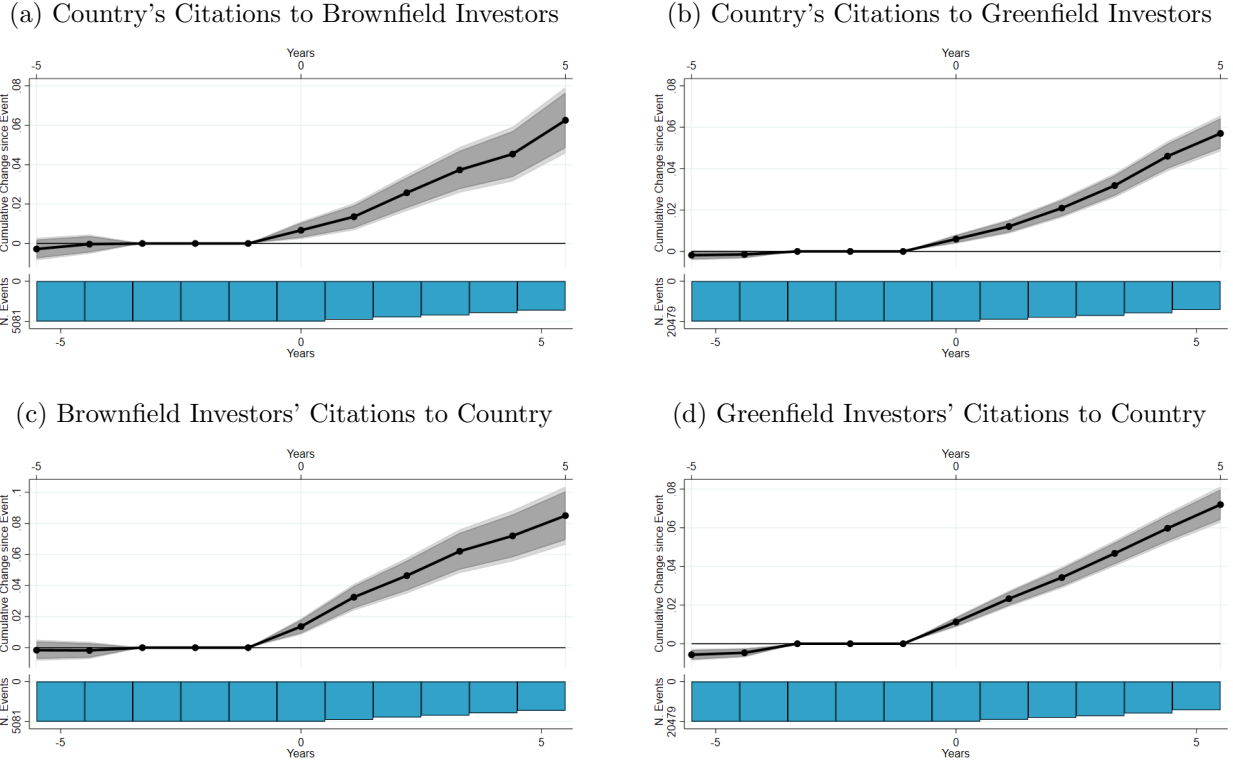 (a) Country's Citations to Brownfield Investors
Years
-5 0 5
Cumulative Change since Event
0 .02 .04 .06 .08
N. Events
5081 0
-5 0 5
Years
(b) Country's Citations to Greenfield Investors
Years
-5 0 5
Cumulative Change since Event
0 .02 .04 .06 .08
N. Events
20479 0
-5 0 5
Years
(c) Brownfield Investors' Citations to Country
Years
-5 0 5
Cumulative Change since Event
0 .02 .04 .06 .08 .1
N. Events
5081 0
-5 0 5
Years
(d) Greenfield Investors' Citations to Country
Years
-5 0 5
Cumulative Change since Event
0 .02 .04 .06 .08
N. Events
20479 0
-5 0 5
Years